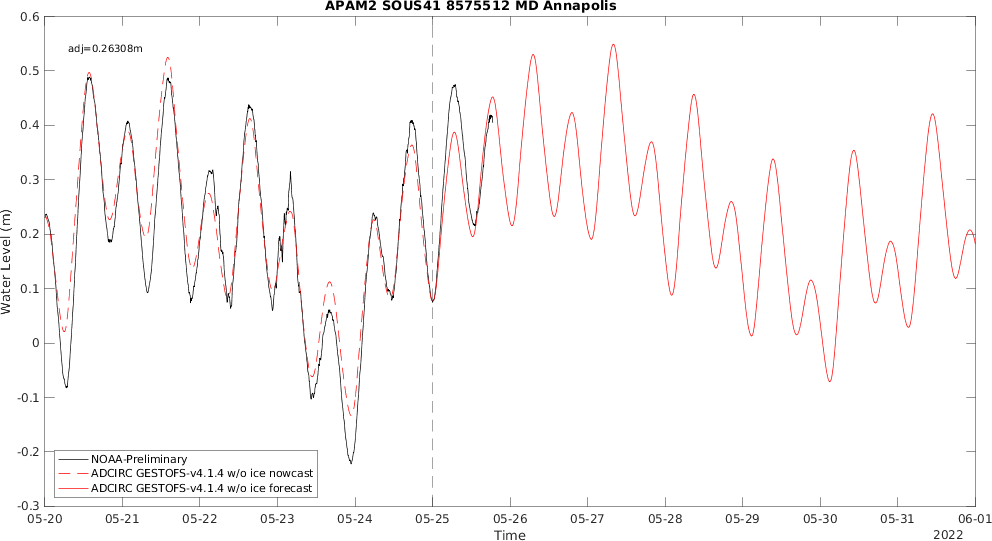 APAM2 SOUS41 8575512 MD Annapolis
adj=0.26308m
0.6
0.5
0.4
0.3
0.2
0.1
0
-0.1
-0.2
-0.3
Water Level (m)
NOAA-Preliminary
ADCIRC GESTOFS-v4.1.4 w/o ice nowcast
ADCIRC GESTOFS-v4.1.4 w/o ice forecast
05-20 05-21 05-22 05-23 05-24 05-25 05-26 05-27 05-28 05-29 05-30 05-31 06-01
Time
2022